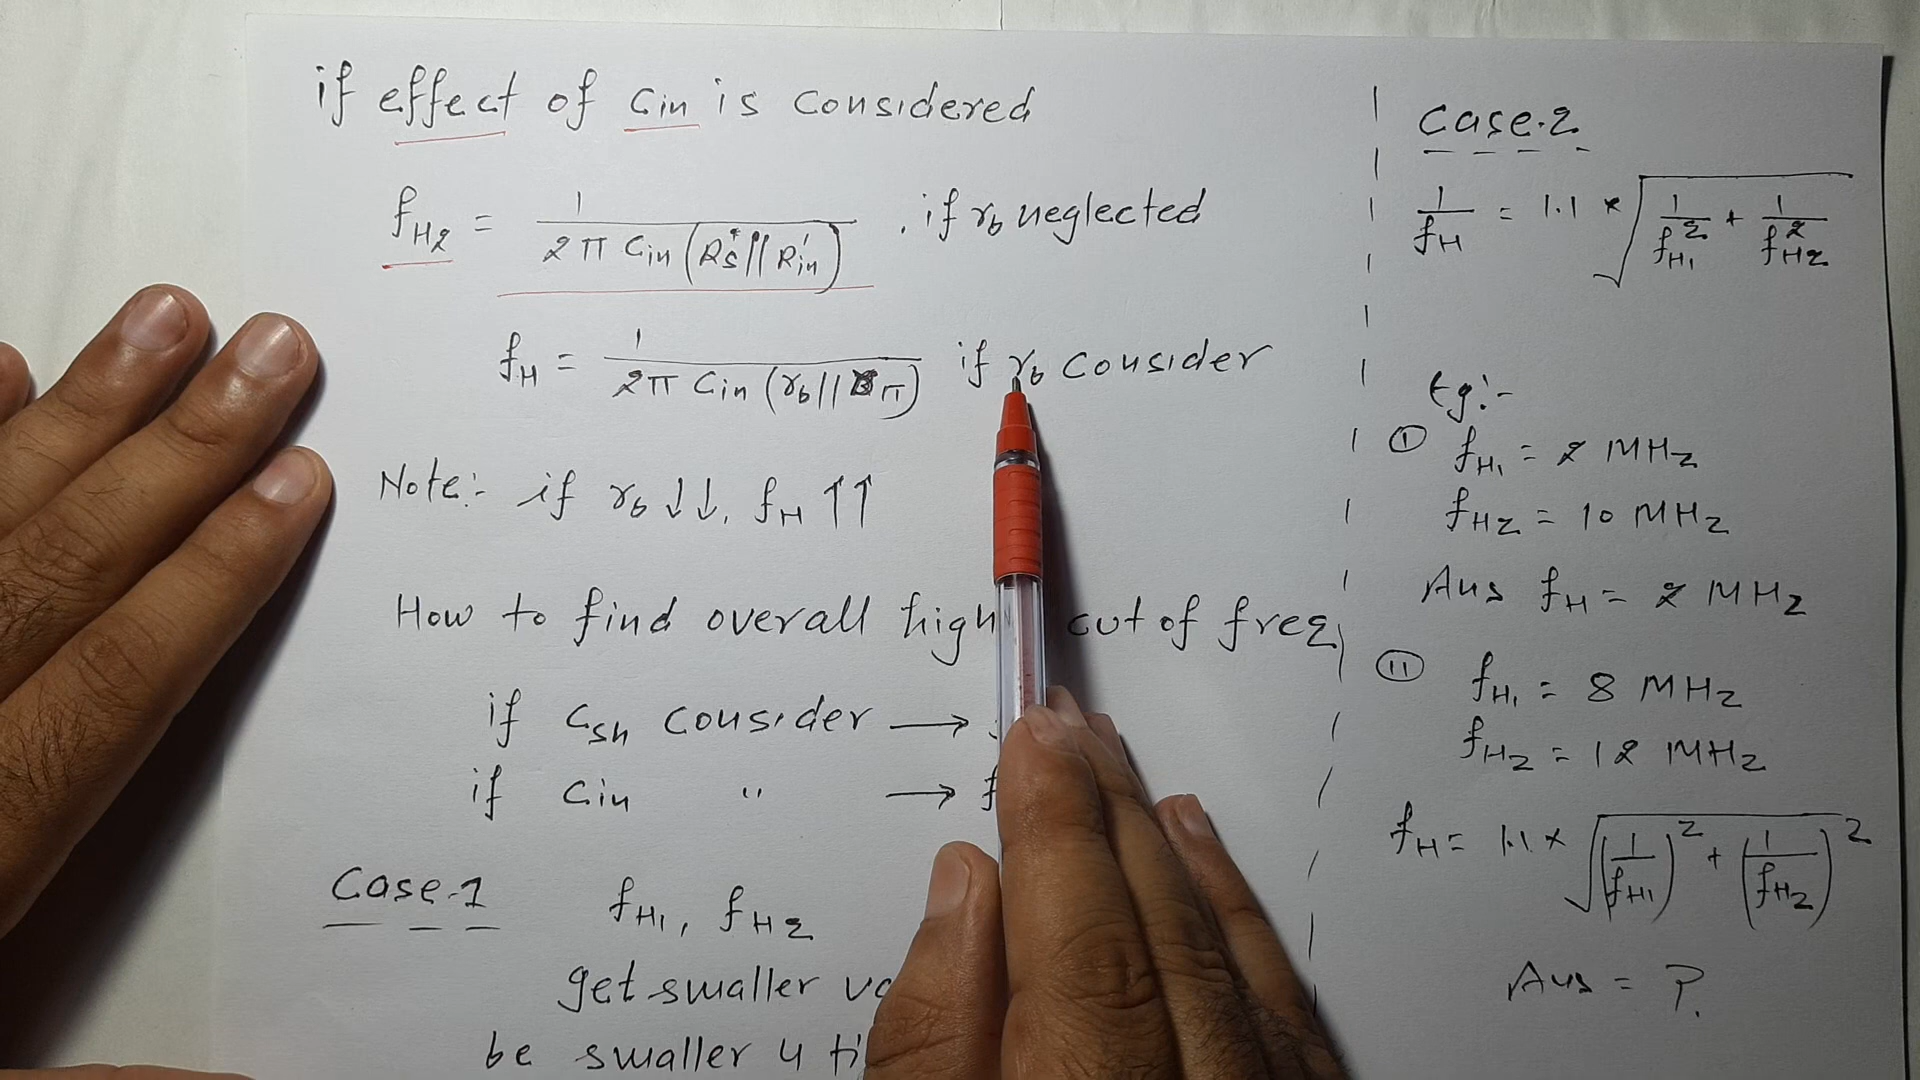 if effect of Cin is considered
fH2 = 1 / 2π Cin (Rs* || R'in) , if rb neglected
fH = 1 / 2π Cin (rb || π) if rb consider
Note:- if rb ↓↓, fH ↑↑
How to find overall high cut of freq
if Csh consider →
if Cin " → f
Case-1 fH1, fH2
get smaller
be smaller 4
Case-2
1/fH = 1.1 * √(1/fH1² + 1/fH2²)
Eg:-
(I) fH1 = 2 MHz
fH2 = 10 MHz
Ans fH = 2 MHz
(II) fH1 = 8 MHz
fH2 = 12 MHz
fH = 1.1 * √((1/fH1)² + (1/fH2)²)
Ans = ?